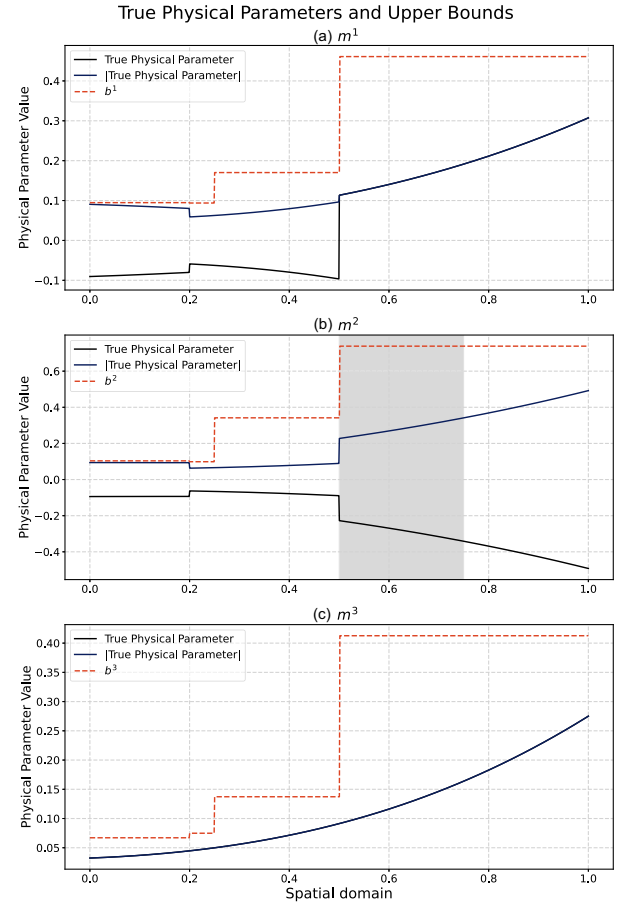 True Physical Parameters and Upper Bounds
(a) m¹
True Physical Parameter
|True Physical Parameter|
b¹
Physical Parameter Value
0.4
0.3
0.2
0.1
0.0
−0.1
0.0 0.2 0.4 0.6 0.8 1.0
(b) m²
True Physical Parameter
|True Physical Parameter|
b²
Physical Parameter Value
0.6
0.4
0.2
0.0
−0.2
−0.4
0.0 0.2 0.4 0.6 0.8 1.0
(c) m³
True Physical Parameter
|True Physical Parameter|
b³
Physical Parameter Value
0.40
0.35
0.30
0.25
0.20
0.15
0.10
0.05
0.0 0.2 0.4 0.6 0.8 1.0
Spatial domain